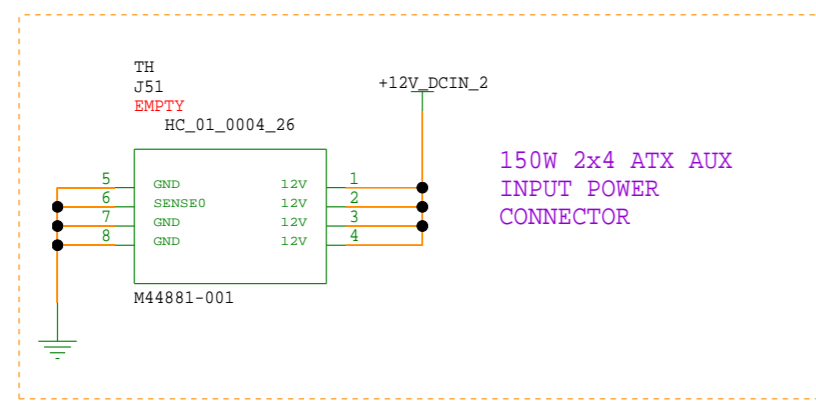 TH
J51
EMPTY
HC_01_0004_26
+12V_DCIN_2
5 GND 12V 1
6 SENSE0 12V 2
7 GND 12V 3
8 GND 12V 4
M44881-001
150W 2x4 ATX AUX
INPUT POWER
CONNECTOR